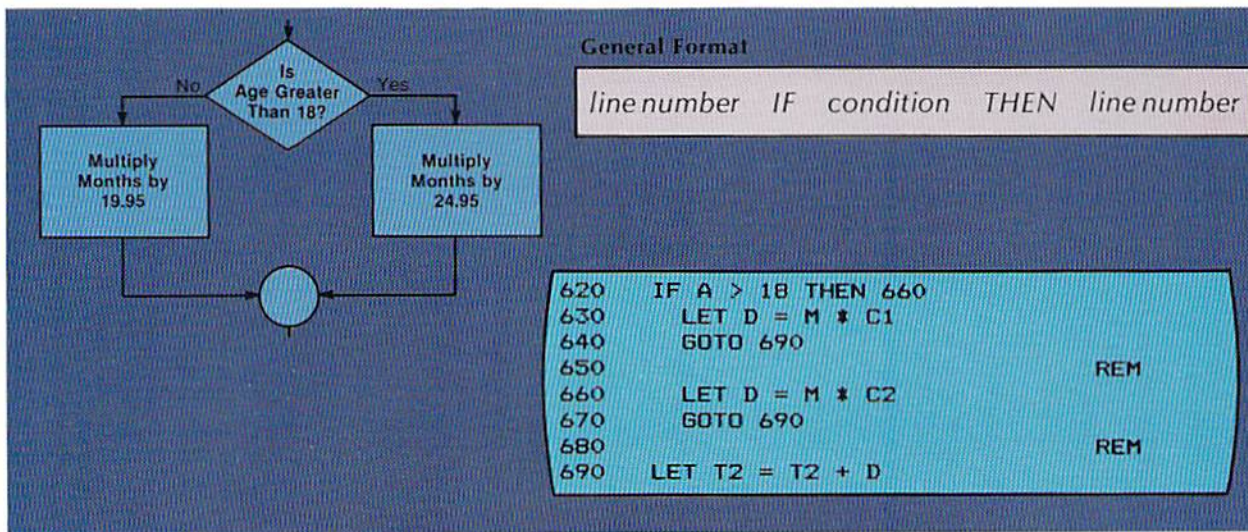 Is
Age Greater
Than 18?
No
Yes
Multiply
Months by
19.95
Multiply
Months by
24.95
General Format
line number IF condition THEN line number
620 IF A > 18 THEN 660
630 LET D = M * C1
640 GOTO 690
650 REM
660 LET D = M * C2
670 GOTO 690
680 REM
690 LET T2 = T2 + D